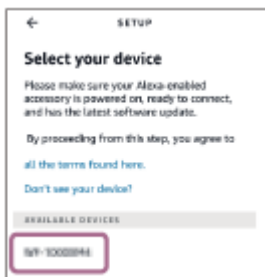 SETUP
Select your device
Please make sure your Alexa-enabled
accessory is powered on, ready to connect,
and has the latest software update.
By proceeding from this step, you agree to
all the terms found here.
Don't see your device?
AVAILABLE DEVICES